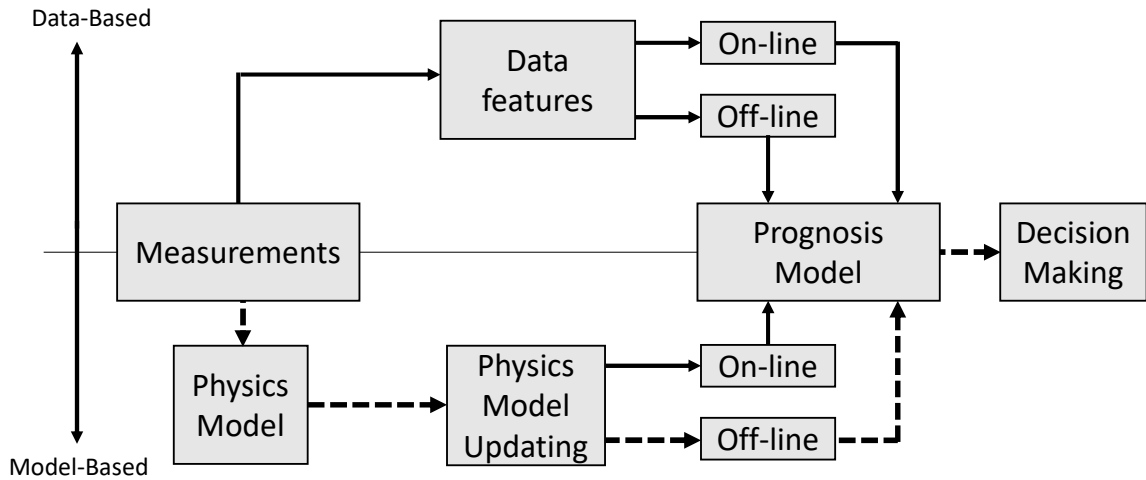 Data-Based
Data
features
On-line
Off-line
Measurements
Prognosis
Model
Decision
Making
Physics
Model
Physics
Model
Updating
On-line
Off-line
Model-Based